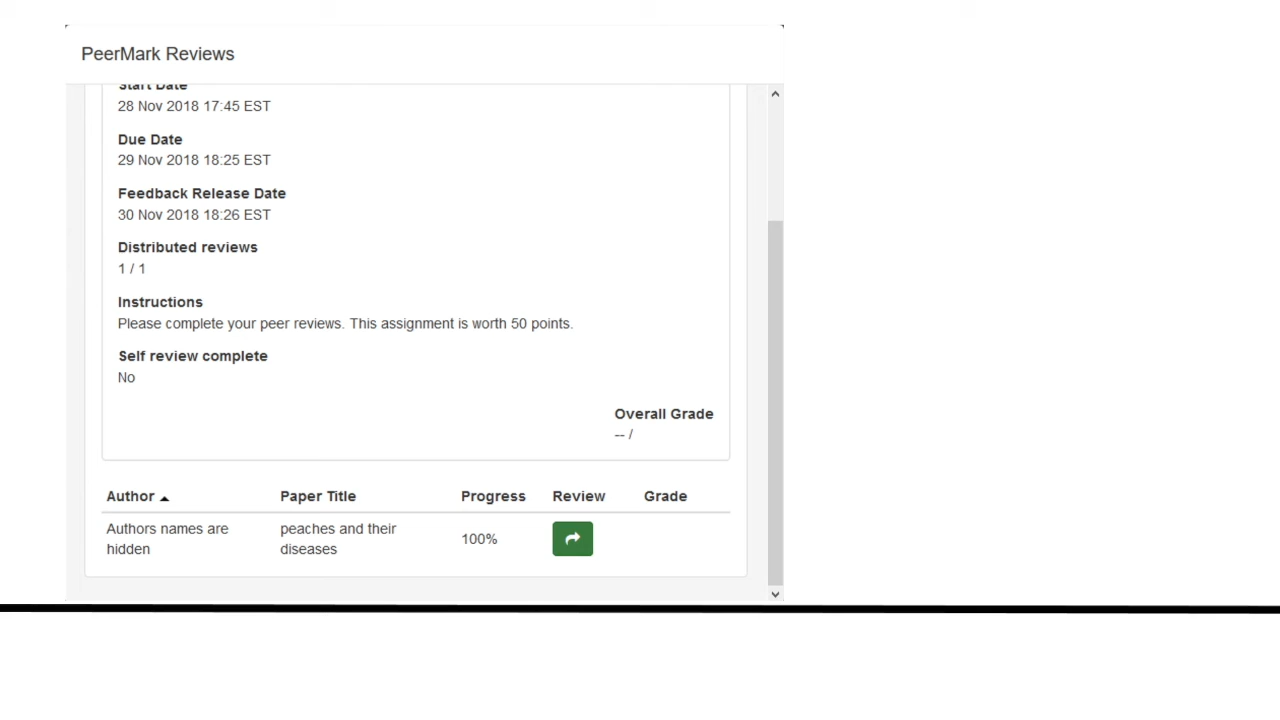 PeerMark Reviews
Start Date
28 Nov 2018 17:45 EST
Due Date
29 Nov 2018 18:25 EST
Feedback Release Date
30 Nov 2018 18:26 EST
Distributed reviews
1 / 1
Instructions
Please complete your peer reviews. This assignment is worth 50 points.
Self review complete
No
Overall Grade
-- /
Author Paper Title Progress Review Grade
Authors names are peaches and their
100%
hidden diseases